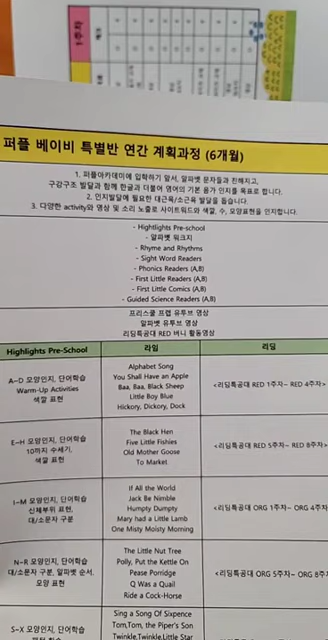 1주차
퍼플 베이비 특별반 연간 계획과정 (6개월)
1. 퍼플아카데미에 입학하기 앞서, 알파벳 문자들과 친해지고,
구강구조 발달과 함께 한글과 더불어 영어의 기본 음가 인지를 목표로 합니다.
2. 인지발달에 필요한 대근육/소근육 발달을 돕습니다.
3. 다양한 activity와 영상 및 소리 노출로 사이트워드와 색깔, 수, 모양표현을 인지합니다.
- Hightlights Pre-school
- 알파벳 워크지
- Rhyme and Rhythms
- Sight Word Readers
- Phonics Readers (A,B)
- First Little Readers (A,B)
- First Little Comics (A,B)
- Guided Science Readers (A,B)
프리스쿨 프랩 유투브 영상
알파벳 유투브 영상
리딩특공대 RED 버니 활동영상
Highlights Pre-School 라임 리딩
A~D 모양인지, 단어학습
Warm-Up Activities
색깔 표현
Alphabet Song
You Shall Have an Apple
Baa, Baa, Black Sheep
Little Boy Blue
Hickory, Dickory, Dock
<리딩특공대 RED 1주차~ RED 4주차>
E~H 모양인지, 단어학습
10까지 수세기,
색깔 표현
The Black Hen
Five Little Fishies
Old Mother Goose
To Market
<리딩특공대 RED 5주차~ RED 8주차>
I~M 모양인지, 단어학습
신체부위 표현,
대/소문자 구분
If All the World
Jack Be Nimble
Humpty Dumpty
Mary had a Little Lamb
One Misty Moisty Morning
<리딩특공대 ORG 1주차~ ORG 4주차
N~R 모양인지, 단어학습
대/소문자 구분, 알파벳 순서,
모양 표현
The Little Nut Tree
Polly, Put the Kettle On
Pease Porridge
Q Was a Quail
Ride a Cock-Horse
<리딩특공대 ORG 5주차~ ORG 8주
S~X 모양인지, 단어학습
Sing a Song Of Sixpence
Tom,Tom, the Piper's Son
Twinkle,Twinkle,Little Star